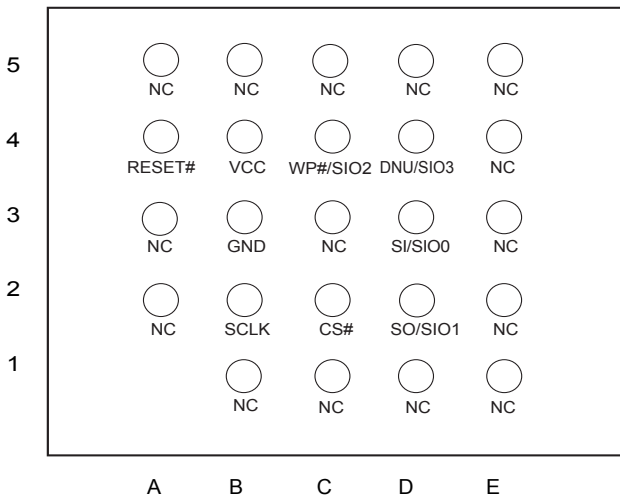 5
NC NC NC NC NC
4
RESET# VCC WP#/SIO2 DNU/SIO3 NC
3
NC GND NC SI/SIO0 NC
2
NC SCLK CS# SO/SIO1 NC
1
NC NC NC NC
A B C D E